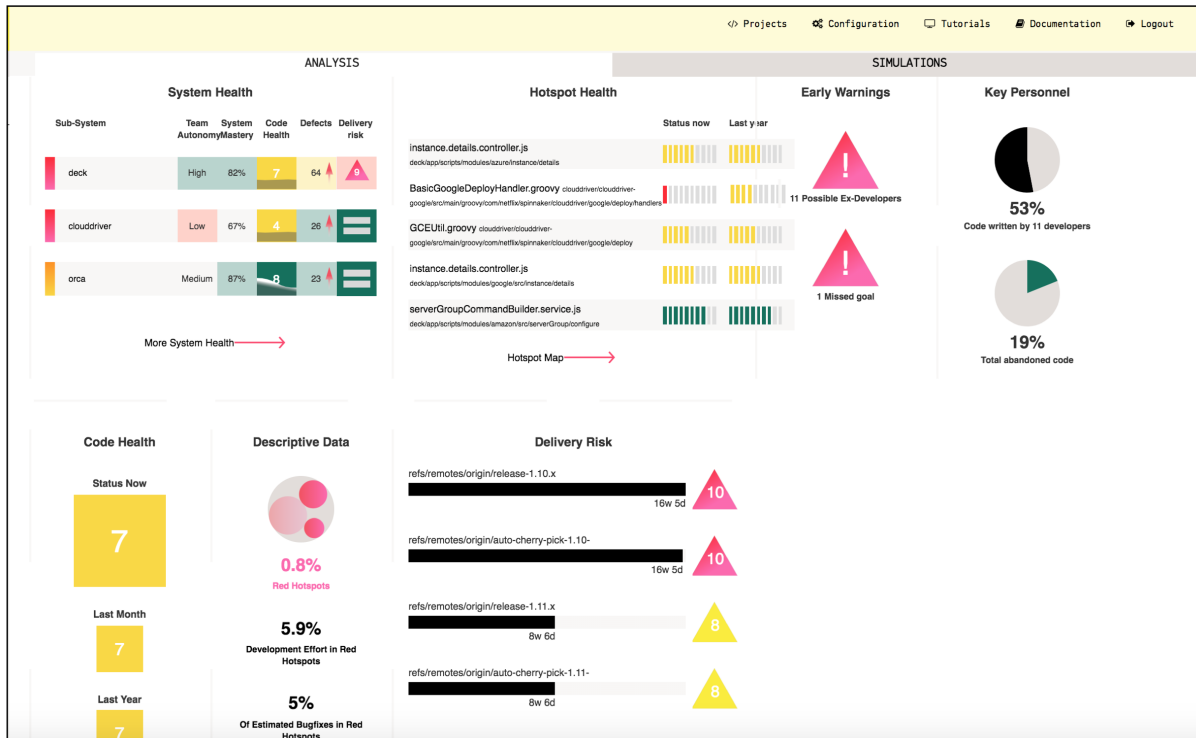 </> Projects
Configuration
Tutorials
Documentation
Logout
ANALYSIS
SIMULATIONS
System Health
Sub-System
Team Autonomy
System Mastery
Code Health
Defects
Delivery risk
deck
High
82%
7
64
9
clouddriver
Low
67%
4
26
orca
Medium
87%
8
23
More System Health
Hotspot Health
Status now
Last year
instance.details.controller.js
deck/app/scripts/modules/azure/instance/details
BasicGoogleDeployHandler.groovy clouddriver/clouddriver-
google/src/main/groovy/com/netflix/spinnaker/clouddriver/google/deploy/handlers
GCEUtil.groovy clouddriver/clouddriver-
google/src/main/groovy/com/netflix/spinnaker/clouddriver/google/deploy
instance.details.controller.js
deck/app/scripts/modules/google/src/instance/details
serverGroupCommandBuilder.service.js
deck/app/scripts/modules/amazon/src/serverGroup/configure
Hotspot Map
Early Warnings
!
11 Possible Ex-Developers
!
1 Missed goal
Key Personnel
53%
Code written by 11 developers
19%
Total abandoned code
Code Health
Status Now
7
Last Month
7
Last Year
7
Descriptive Data
0.8%
Red Hotspots
5.9%
Development Effort in Red
Hotspots
5%
Of Estimated Bugfixes in Red
Hotspots
Delivery Risk
refs/remotes/origin/release-1.10.x
16w 5d
10
refs/remotes/origin/auto-cherry-pick-1.10-
16w 5d
10
refs/remotes/origin/release-1.11.x
8w 6d
8
refs/remotes/origin/auto-cherry-pick-1.11-
8w 6d
8